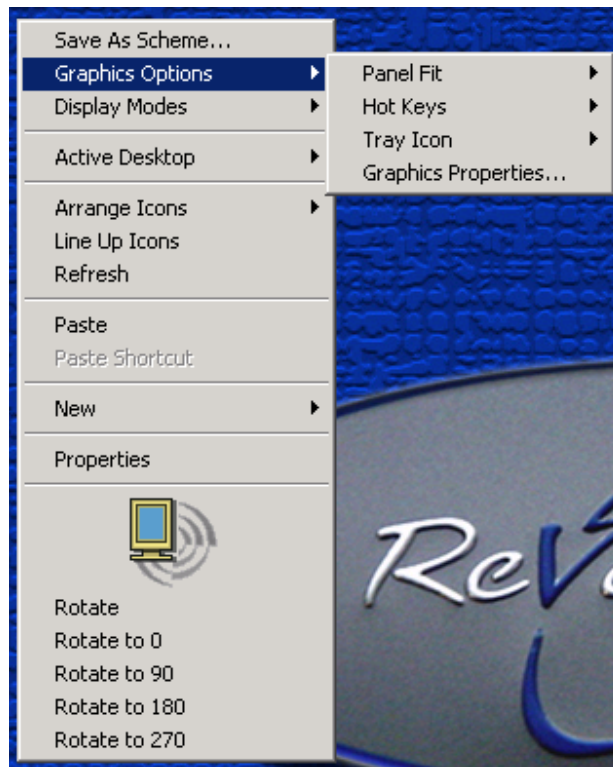 Save As Scheme...
Graphics Options
Display Modes
Active Desktop
Arrange Icons
Line Up Icons
Refresh
Paste
Paste Shortcut
New
Properties
Rotate
Rotate to 0
Rotate to 90
Rotate to 180
Rotate to 270
Panel Fit
Hot Keys
Tray Icon
Graphics Properties...